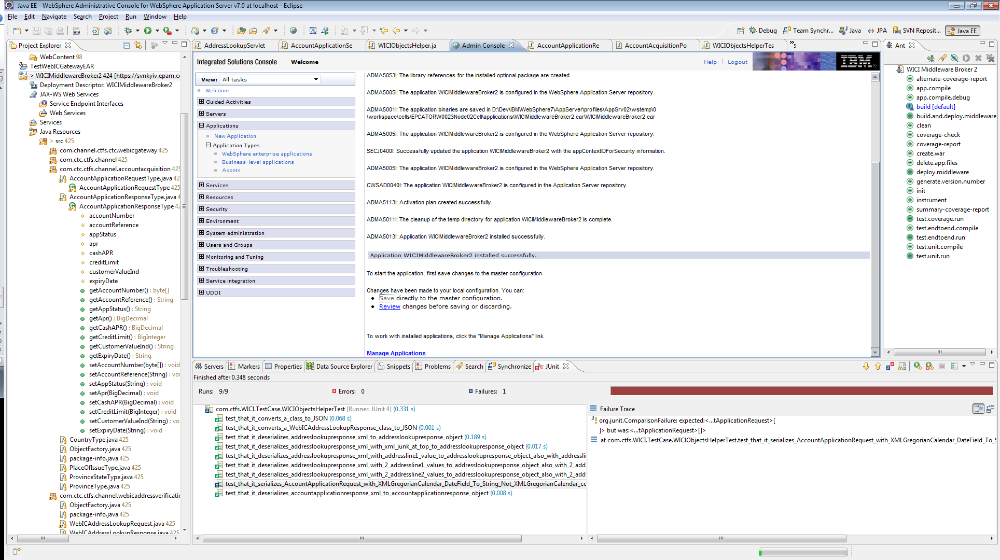 Java EE - WebSphere Administrative Console for WebSphere Application Server v7.0 at localhost - Eclipse
File Edit Navigate Search Project Run Window Help
Debug Team Synchr... Java JPA SVN Reposit... Java EE
Project Explorer
WebContent 98
TestWebICGatewayEAR
> WICIMiddlewareBroker2 424 [https://svnkyiv.epam.c
Deployment Descriptor: WICIMiddlewareBroker2
JAX-WS Web Services
Service Endpoint Interfaces
Web Services
Services
Java Resources
> src 425
com.channel.ctfs.ctc.webicgateway 425
com.ctc.ctfs.channel 425
com.ctc.ctfs.channel.accountacquisition 425
AccountApplicationRequestType.java 42
AccountApplicationRequestType 425
AccountApplicationResponseType.java 4
AccountApplicationResponseType 42
accountNumber
accountReference
appStatus
apr
cashAPR
creditLimit
customerValueInd
expiryDate
getAccountNumber() : byte[]
getAccountReference() : String
getAppStatus() : String
getApr() : BigDecimal
getCashAPR() : BigDecimal
getCreditLimit() : BigInteger
getCustomerValueInd() : String
getExpiryDate() : String
setAccountNumber(byte[]) : void
setAccountReference(String) : voi
setAppStatus(String) : void
setApr(BigDecimal) : void
setCashAPR(BigDecimal) : void
setCreditLimit(BigInteger) : void
setCustomerValueInd(String) : vo
setExpiryDate(String) : void
CountryType.java 425
ObjectFactory.java 425
package-info.java 425
PlaceOfIssueType.java 425
ProvinceStateType.java 425
ProvinceType.java 425
com.ctc.ctfs.channel.webicaddressverificatic
ObjectFactory.java 425
package-info.java 425
WebICAddressLookupRequest.java 425
WebICAddressLookupResponse.java 425
AddressLookupServlet AccountApplicationSe WICIObjectsHelper.ja Admin Console AccountApplicationRe AccountAcquisitionPo WICIObjectsHelperTes »5
Integrated Solutions Console Welcome Help | Logout IBM
View: All tasks
Welcome
Guided Activities
Servers
Applications
New Application
Application Types
WebSphere enterprise applications
Business-level applications
Assets
Services
Resources
Security
Environment
System administration
Users and Groups
Monitoring and Tuning
Troubleshooting
Service integration
UDDI
ADMA5053I: The library references for the installed optional package are created.
ADMA5005I: The application WICIMiddlewareBroker2 is configured in the WebSphere Application Server repository.
ADMA5001I: The application binaries are saved in D:\Dev\IBM\WebSphere7\AppServer\profiles\AppSrv02\wstemp\0
\workspace\cells\EPCATORW0023Node02Cell\applications\WICIMiddlewareBroker2.ear\WICIMiddlewareBroker2.ear
ADMA5005I: The application WICIMiddlewareBroker2 is configured in the WebSphere Application Server repository.
SECJ0400I: Successfully updated the application WICIMiddlewareBroker2 with the appContextIDForSecurity information.
ADMA5005I: The application WICIMiddlewareBroker2 is configured in the WebSphere Application Server repository.
CWSAD0040I: The application WICIMiddlewareBroker2 is configured in the Application Server repository.
ADMA5113I: Activation plan created successfully.
ADMA5011I: The cleanup of the temp directory for application WICIMiddlewareBroker2 is complete.
ADMA5013I: Application WICIMiddlewareBroker2 installed successfully.
Application WICIMiddlewareBroker2 installed successfully.
To start the application, first save changes to the master configuration.
Changes have been made to your local configuration. You can:
• Save directly to the master configuration.
• Review changes before saving or discarding.
To work with installed applications, click the "Manage Applications" link.
Manage Applications
Ant
WICI Middleware Broker 2
alternate-coverage-report
app.compile
app.compile.debug
build [default]
build.and.deploy.middleware
clean
coverage-check
coverage-report
create.war
delete.app.files
deploy.middleware
generate.version.number
init
instrument
summary-coverage-report
test.coverage.run
test.endtoend.compile
test.endtoend.run
test.unit.compile
test.unit.run
Servers Markers Properties Data Source Explorer Snippets Problems Search Synchronize JUnit
Finished after 0.348 seconds
Runs: 9/9 Errors: 0 Failures: 1
com.ctfs.WICI.TestCase.WICIObjectsHelperTest [Runner: JUnit 4] (0.331 s)
test_that_it_converts_a_class_to_JSON (0.068 s)
test_that_it_converts_a_WebICAddressLookupResponse_class_to_JSON (0.001 s)
test_that_it_deserializes_addresslookupresponse_xml_to_addresslookupresponse_object (0.189 s)
test_that_it_deserializes_addresslookupresponse_xml_with_xml_junk_at_top_to_addresslookupresponse_object (0.017 s)
test_that_it_deserializes_addresslookupresponse_xml_with_addressline1_value_to_addresslookupresponse_object_also_with_addresslin
test_that_it_deserializes_addresslookupresponse_xml_with_2_addressline1_values_to_addresslookupresponse_object_also_with_2_add
test_that_it_deserializes_addresslookupresponse_xml_with_2_addressline2_values_to_addresslookupresponse_object_also_with_2_add
test_that_it_serializes_AccountApplicationRequest_with_XMLGregorianCalendar_DateField_To_String_Not_XMLGregorianCalendar_co
test_that_it_deserializes_accountapplicationresponse_xml_to_accountapplicationresponse_object (0.008 s)
Failure Trace
org.junit.ComparisonFailure: expected:<...tApplicationRequest>[
]> but was:<...tApplicationRequest>[]>
at com.ctfs.WICI.TestCase.WICIObjectsHelperTest.test_that_it_serializes_AccountApplicationRequest_with_XMLGregorianCalendar_DateField_To_S